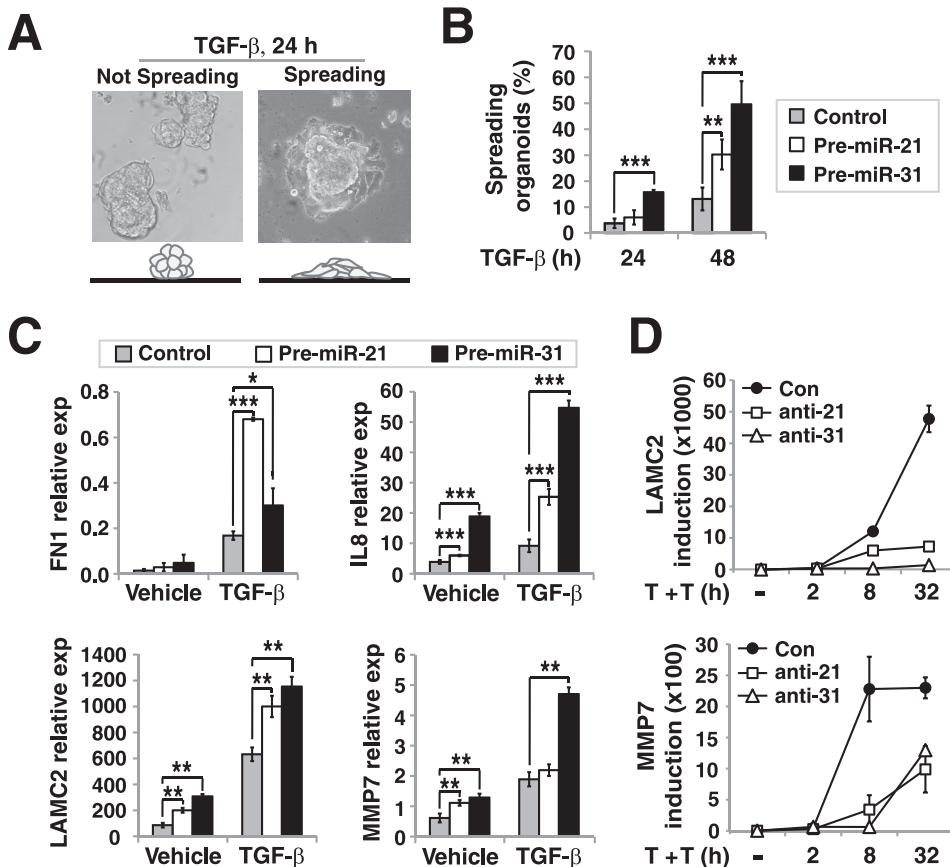 A
TGF-β, 24 h
Not Spreading
Spreading
B
Spreading organoids (%)
70
60
50
40
30
20
10
0
***
**
***
TGF-β (h)
24
48
Control
Pre-miR-21
Pre-miR-31
C
Control
Pre-miR-21
Pre-miR-31
FN1 relative exp
0.8
0.6
0.4
0.2
0.0
*
***
Vehicle
TGF-β
IL8 relative exp
60
50
40
30
20
10
0
***
***
***
***
Vehicle
TGF-β
LAMC2 relative exp
1400
1200
1000
800
600
400
200
0
**
**
**
**
Vehicle
TGF-β
MMP7 relative exp
6
5
4
3
2
1
0
**
**
**
Vehicle
TGF-β
D
LAMC2
induction (x1000)
60
50
40
30
20
10
0
Con
anti-21
anti-31
T +T (h)
-
2
8
32
MMP7
induction (x100)
30
25
20
15
10
5
0
Con
anti-21
anti-31
T +T (h)
-
2
8
32